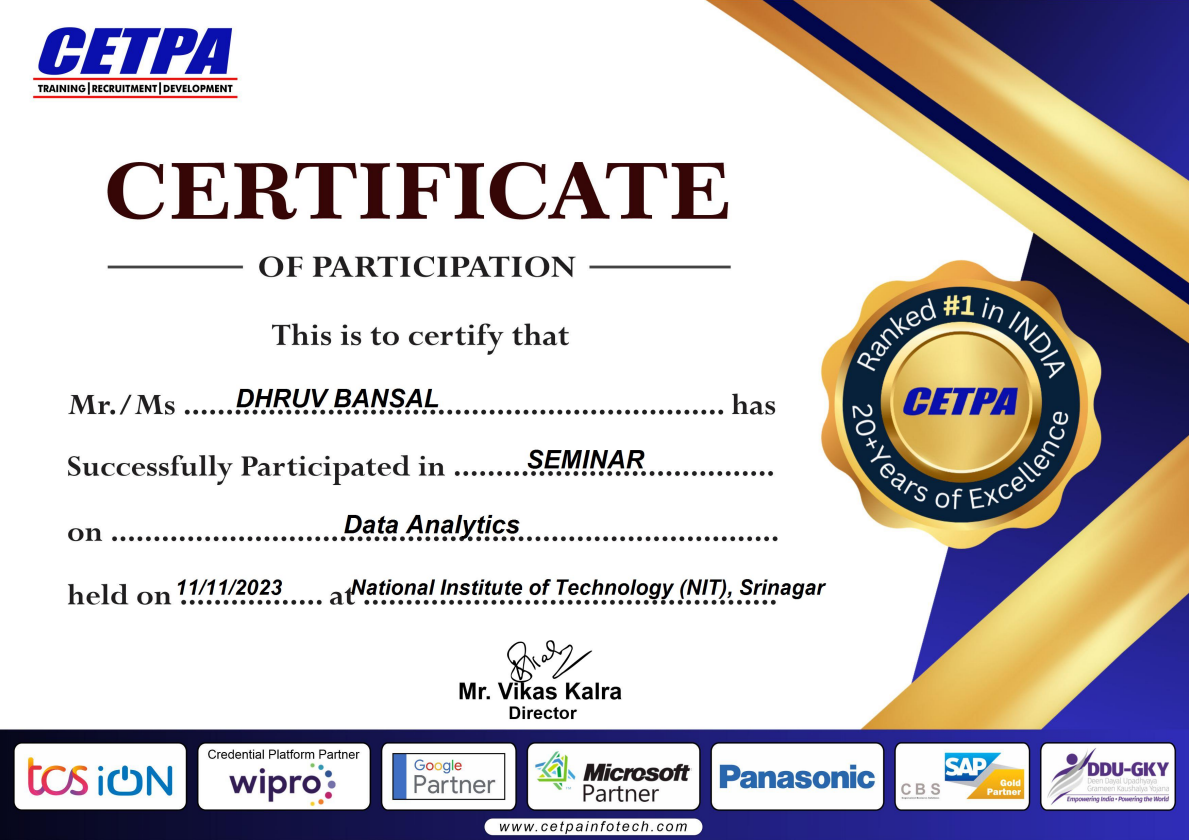 CETPA
TRAINING|RECRUITMENT|DEVELOPMENT
CERTIFICATE
OF PARTICIPATION
This is to certify that
Mr./Ms ......DHRUV BANSAL.................................. has
Successfully Participated in .........SEMINAR................
on ............................Data Analytics...............................
held on 11/11/2023 ..... at National Institute of Technology (NIT), Srinagar
Mr. Vikas Kalra
Director
Ranked #1 in INDIA
CETPA
20+Years of Excellence
tcs iON
Credential Platform Partner
wipro
Google
Partner
Microsoft
Partner
Panasonic
CBS
SAP
Gold
Partner
DDU-GKY
Deen Dayal Upadhyaya
Grameen Kaushalya Yojana
Empowering India • Powering the World
www.cetpainfotech.com